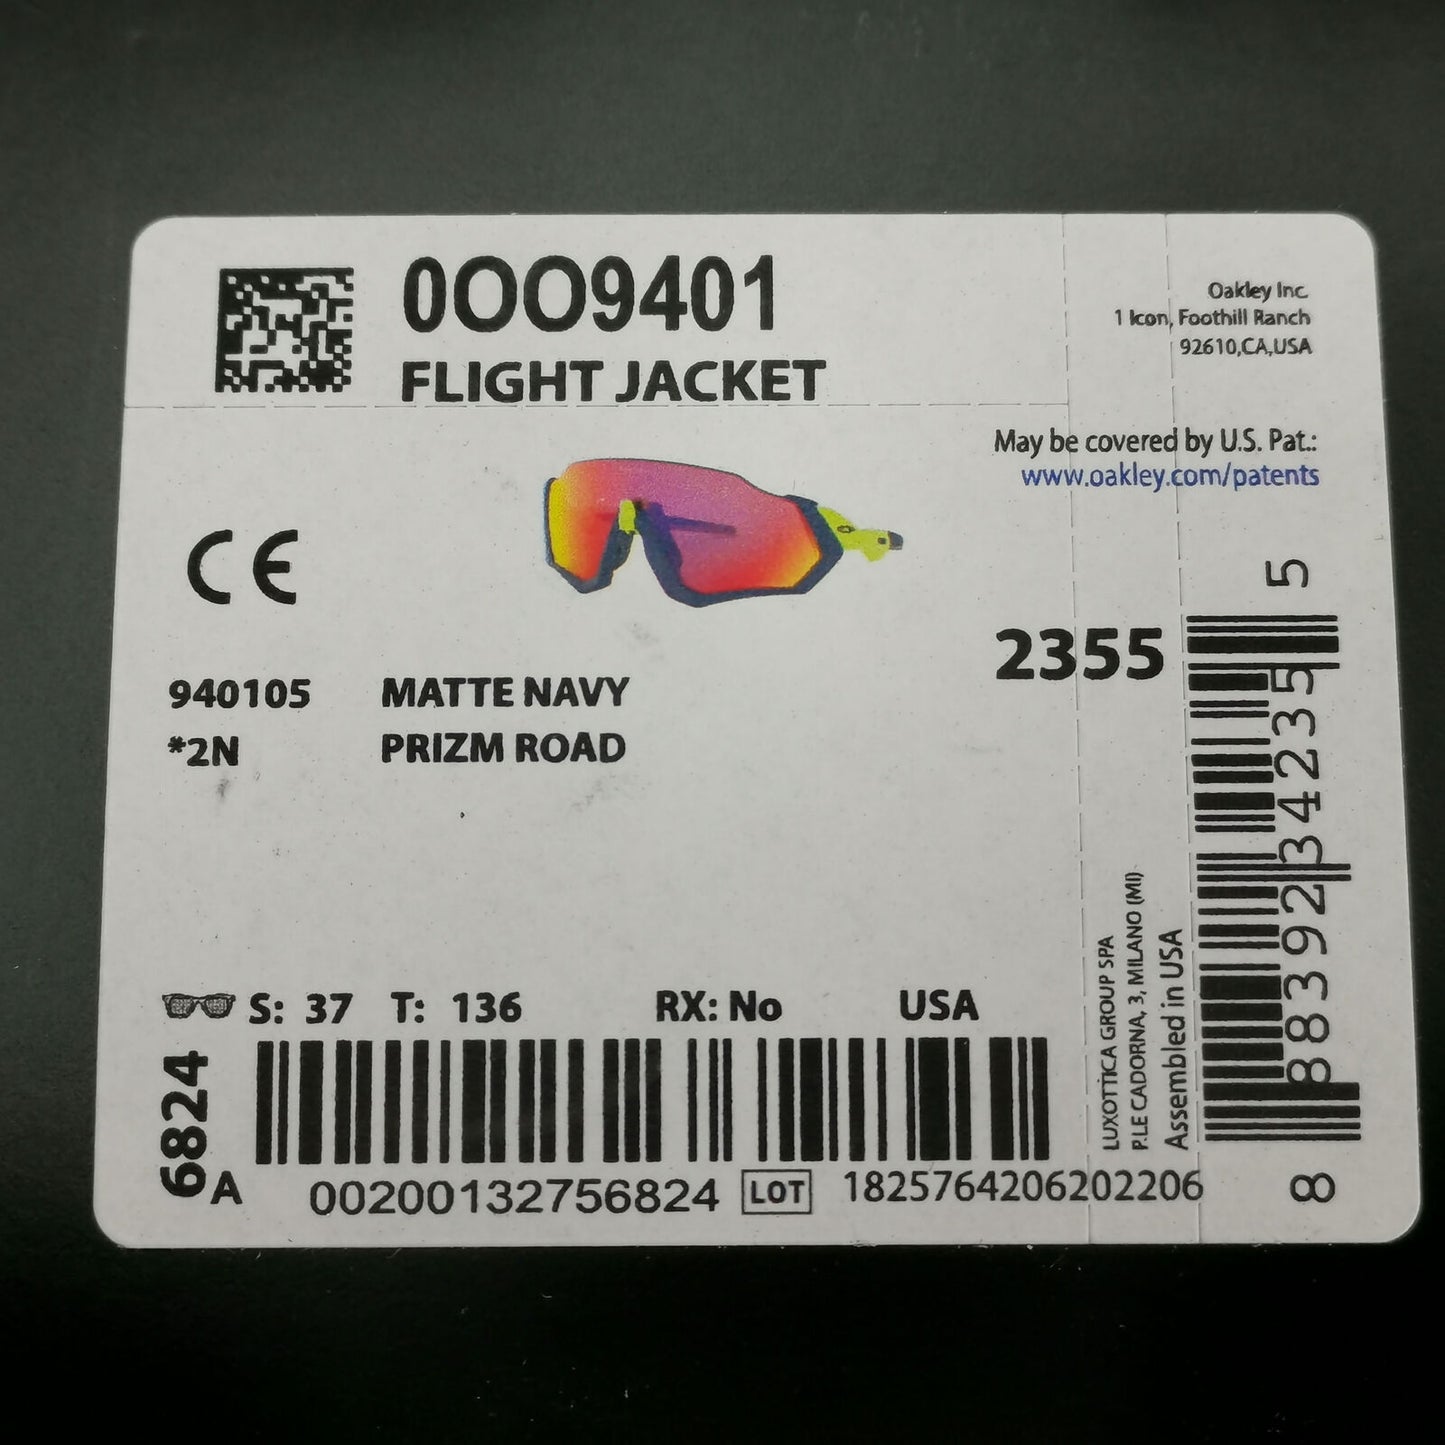 0OO9401
FLIGHT JACKET
Oakley Inc.
1 Icon, Foothill Ranch
92610,CA,USA
May be covered by U.S. Pat.:
www.oakley.com/patents
CE
940105 MATTE NAVY
*2N PRIZM ROAD
2355
8 883922 342355
LUXOTTICA GROUP SPA
P.LE CADORNA, 3, MILANO (MI)
Assembled in USA
S: 37 T: 136 RX: No USA
6824
A
00200132756824 LOT 1825764206202206